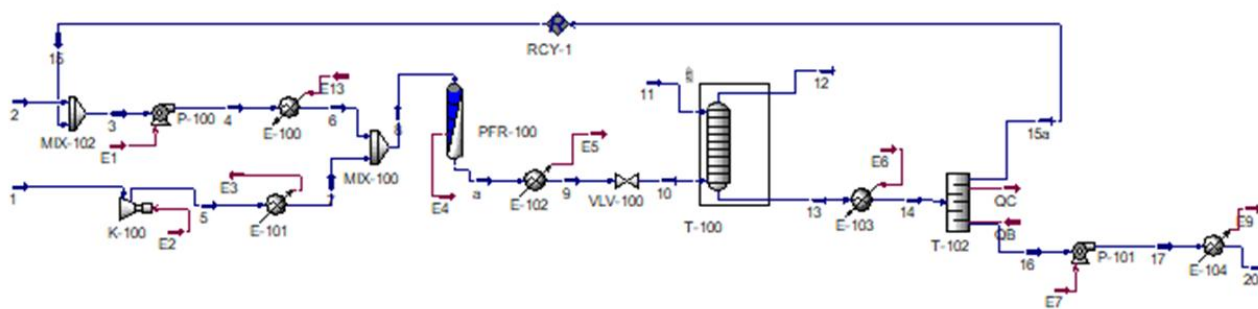 RCY-1
15
2
MIX-102
3
E1
P-100
4
E-100
E13
6
MIX-100
8
1
K-100
E2
5
E3
E-101
7
PFR-100
E4
a
E-102
E5
9
VLV-100
10
11
12
T-100
13
E-103
E6
14
T-102
15a
QC
QB
16
P-101
E7
17
E-104
E9
20